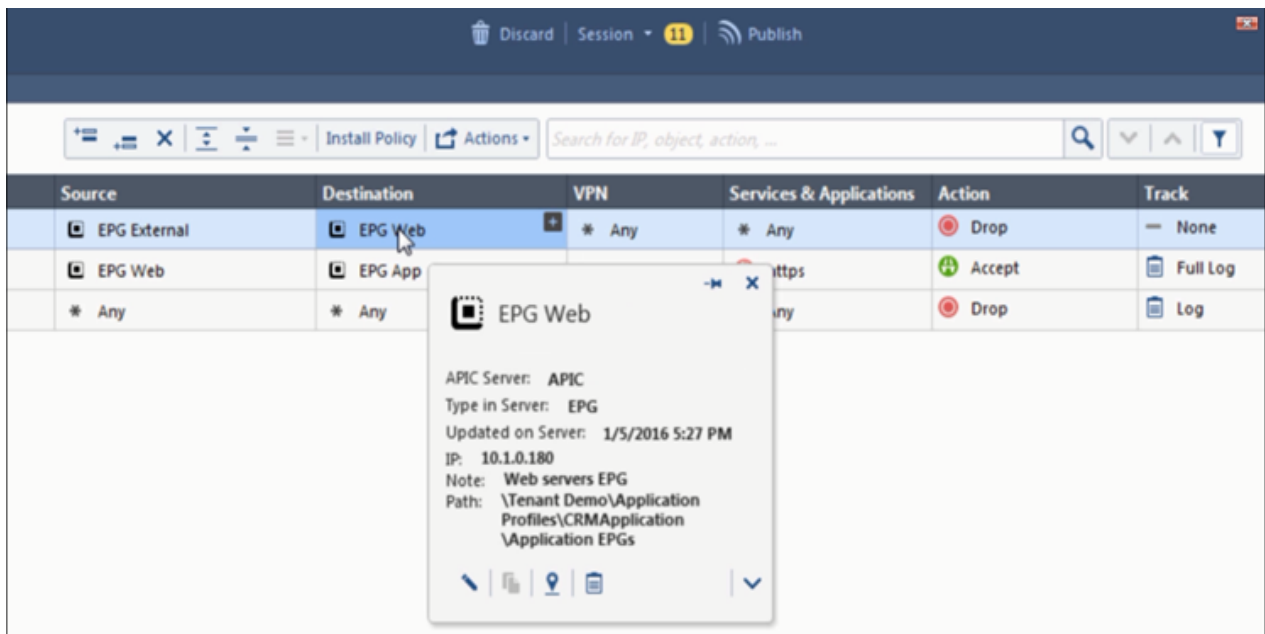 Discard Session 11 Publish
Install Policy Actions Search for IP, object, action, ...
Source Destination VPN Services & Applications Action Track
EPG External EPG Web * Any * Any Drop — None
EPG Web EPG App ttps Accept Full Log
* Any * Any ny Drop Log
EPG Web
APIC Server: APIC
Type in Server: EPG
Updated on Server: 1/5/2016 5:27 PM
IP: 10.1.0.180
Note: Web servers EPG
Path: \Tenant Demo\Application
Profiles\CRMApplication
\Application EPGs